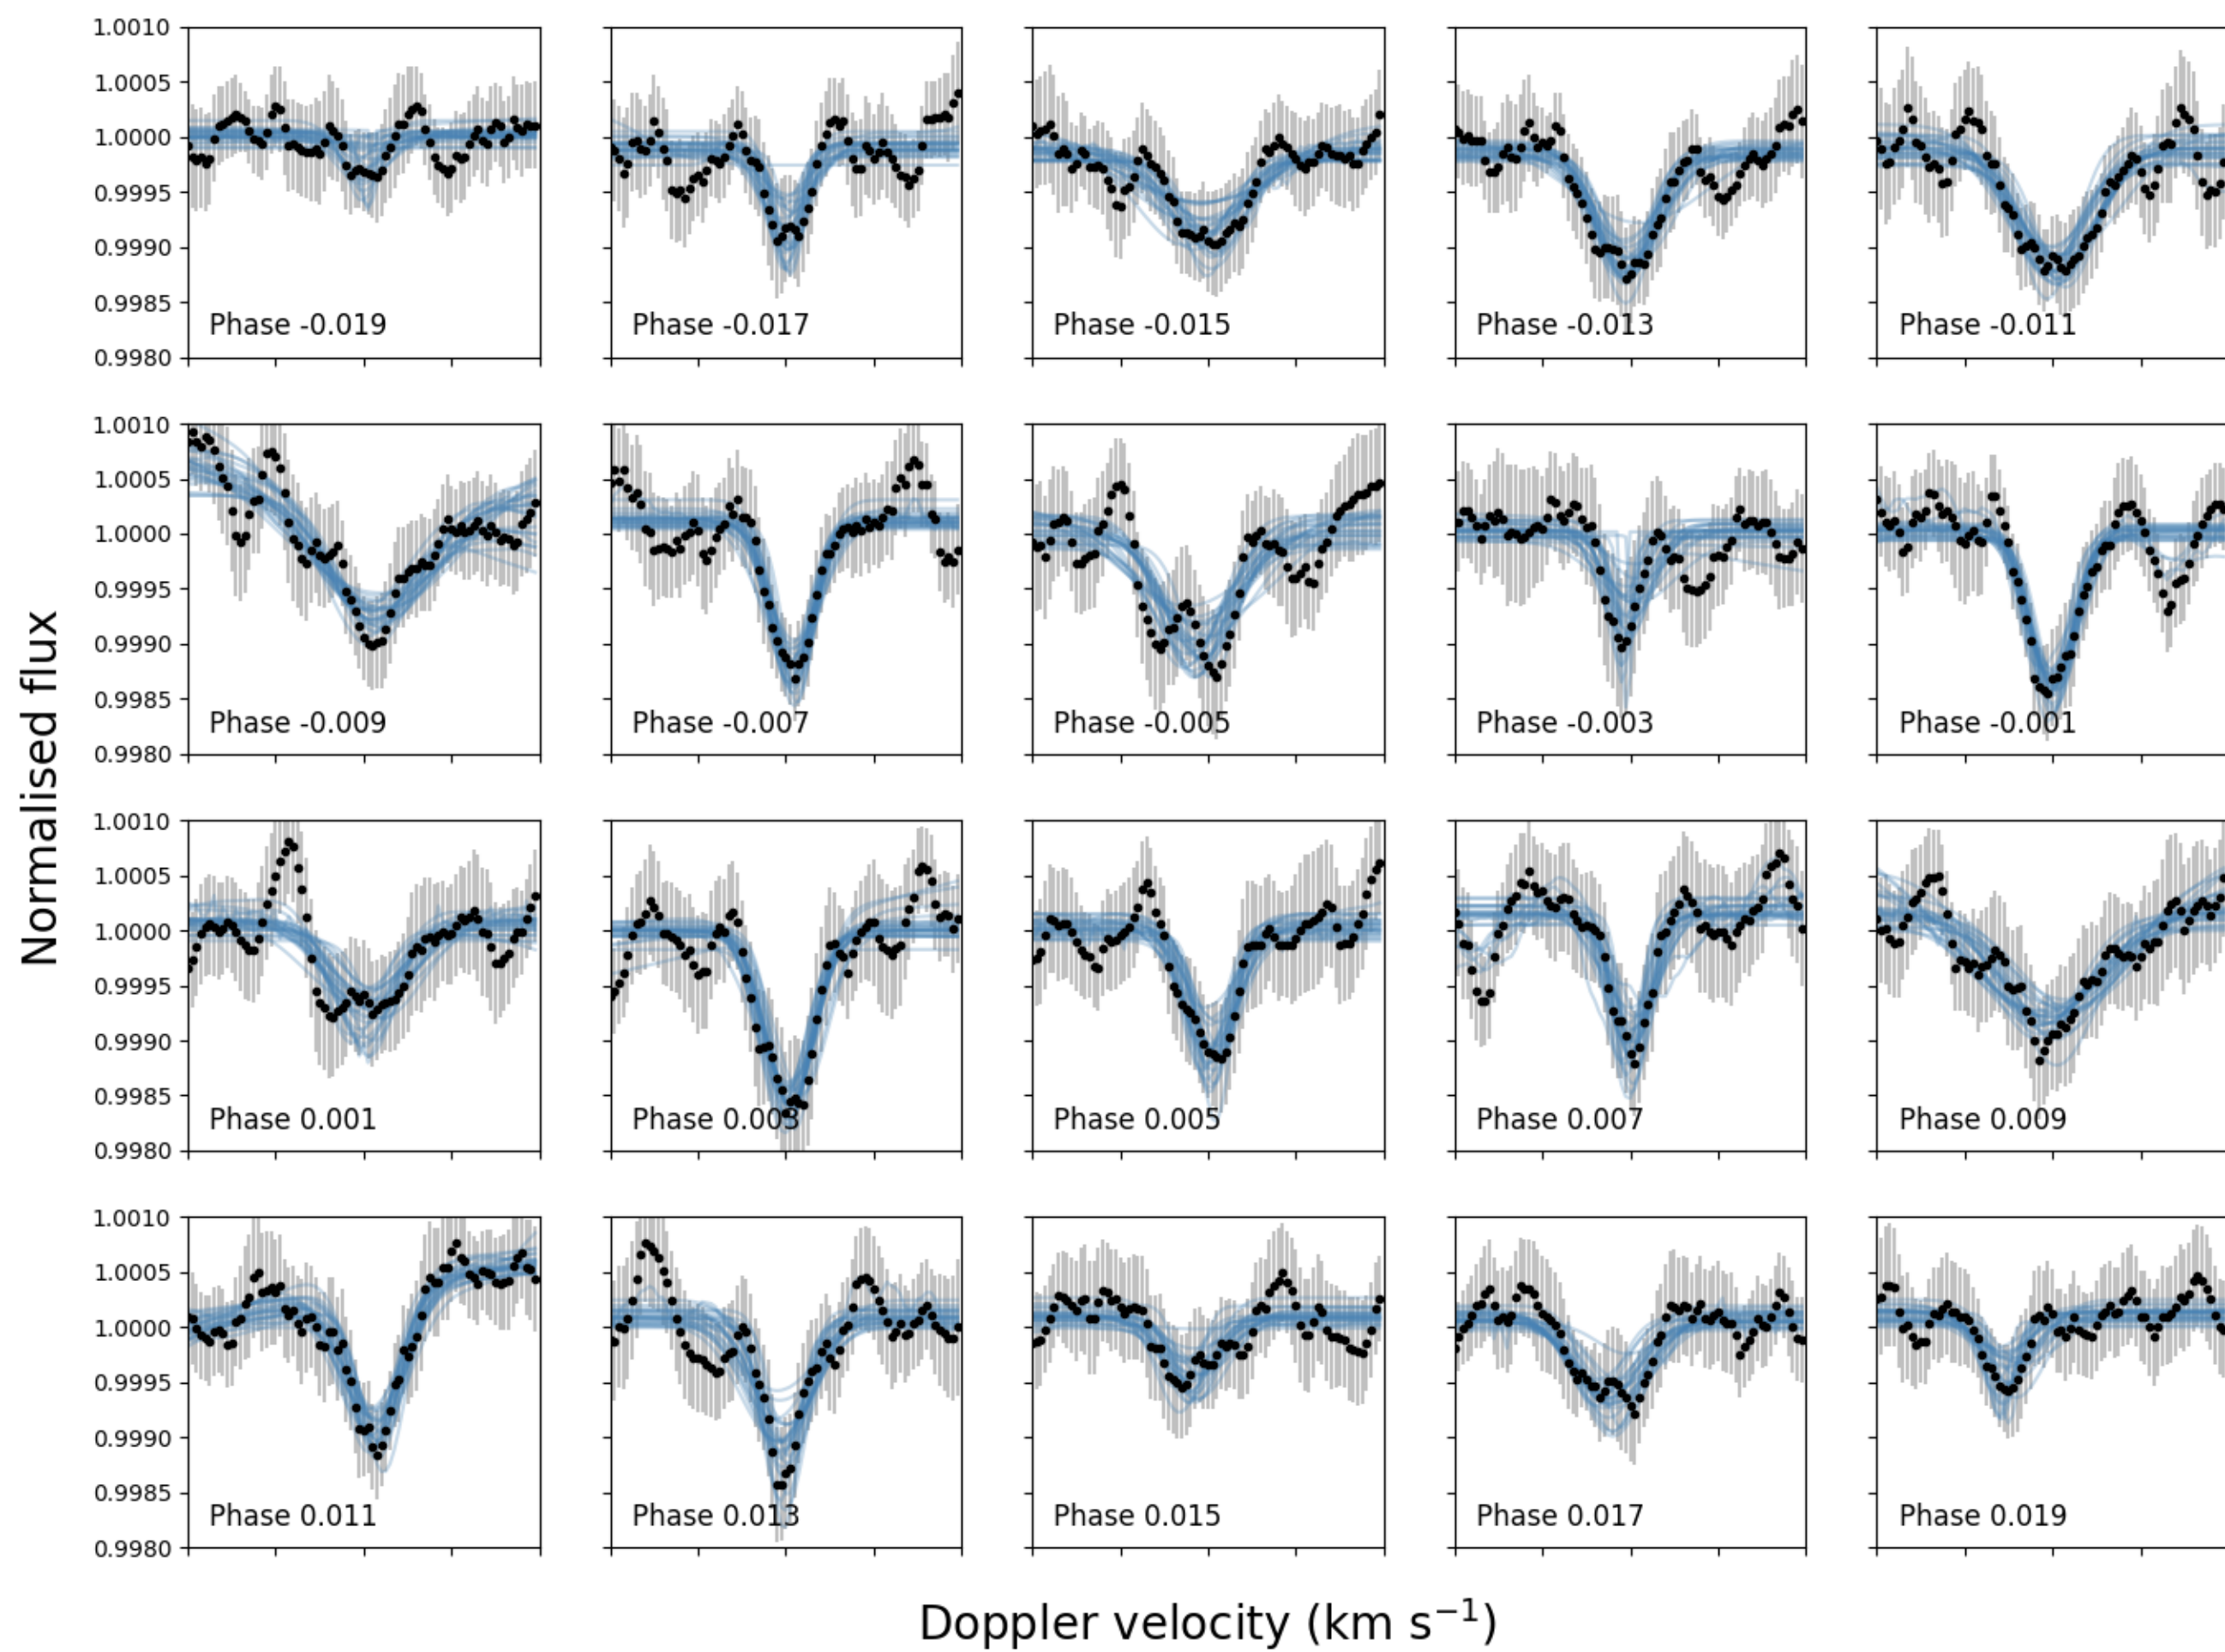 1.0010
1.0005
1.0000
0.9995
0.9990
0.9985
0.9980
Phase -0.019
Phase -0.017
Phase -0.015
Phase -0.013
Phase -0.011
1.0010
1.0005
1.0000
0.9995
0.9990
0.9985
0.9980
Phase -0.009
Phase -0.007
Phase -0.005
Phase -0.003
Phase -0.001
Normalised flux
1.0010
1.0005
1.0000
0.9995
0.9990
0.9985
0.9980
Phase 0.001
Phase 0.003
Phase 0.005
Phase 0.007
Phase 0.009
1.0010
1.0005
1.0000
0.9995
0.9990
0.9985
0.9980
Phase 0.011
Phase 0.013
Phase 0.015
Phase 0.017
Phase 0.019
Doppler velocity (km s⁻¹)